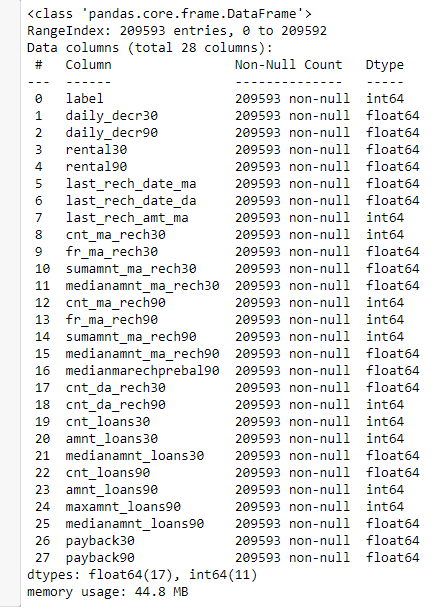 <class 'pandas.core.frame.DataFrame'>
RangeIndex: 209593 entries, 0 to 209592
Data columns (total 28 columns):
 #   Column                Non-Null Count   Dtype
---  ------                --------------   -----
 0   label                 209593 non-null  int64
 1   daily_decr30          209593 non-null  float64
 2   daily_decr90          209593 non-null  float64
 3   rental30              209593 non-null  float64
 4   rental90              209593 non-null  float64
 5   last_rech_date_ma     209593 non-null  float64
 6   last_rech_date_da     209593 non-null  float64
 7   last_rech_amt_ma      209593 non-null  int64
 8   cnt_ma_rech30         209593 non-null  int64
 9   fr_ma_rech30          209593 non-null  float64
 10  sumamnt_ma_rech30     209593 non-null  float64
 11  medianamnt_ma_rech30  209593 non-null  float64
 12  cnt_ma_rech90         209593 non-null  int64
 13  fr_ma_rech90          209593 non-null  int64
 14  sumamnt_ma_rech90     209593 non-null  int64
 15  medianamnt_ma_rech90  209593 non-null  float64
 16  medianmarechprebal90  209593 non-null  float64
 17  cnt_da_rech30         209593 non-null  float64
 18  cnt_da_rech90         209593 non-null  int64
 19  cnt_loans30           209593 non-null  int64
 20  amnt_loans30          209593 non-null  int64
 21  medianamnt_loans30    209593 non-null  float64
 22  cnt_loans90           209593 non-null  float64
 23  amnt_loans90          209593 non-null  int64
 24  maxamnt_loans90       209593 non-null  int64
 25  medianamnt_loans90    209593 non-null  float64
 26  payback30             209593 non-null  float64
 27  payback90             209593 non-null  float64
dtypes: float64(17), int64(11)
memory usage: 44.8 MB